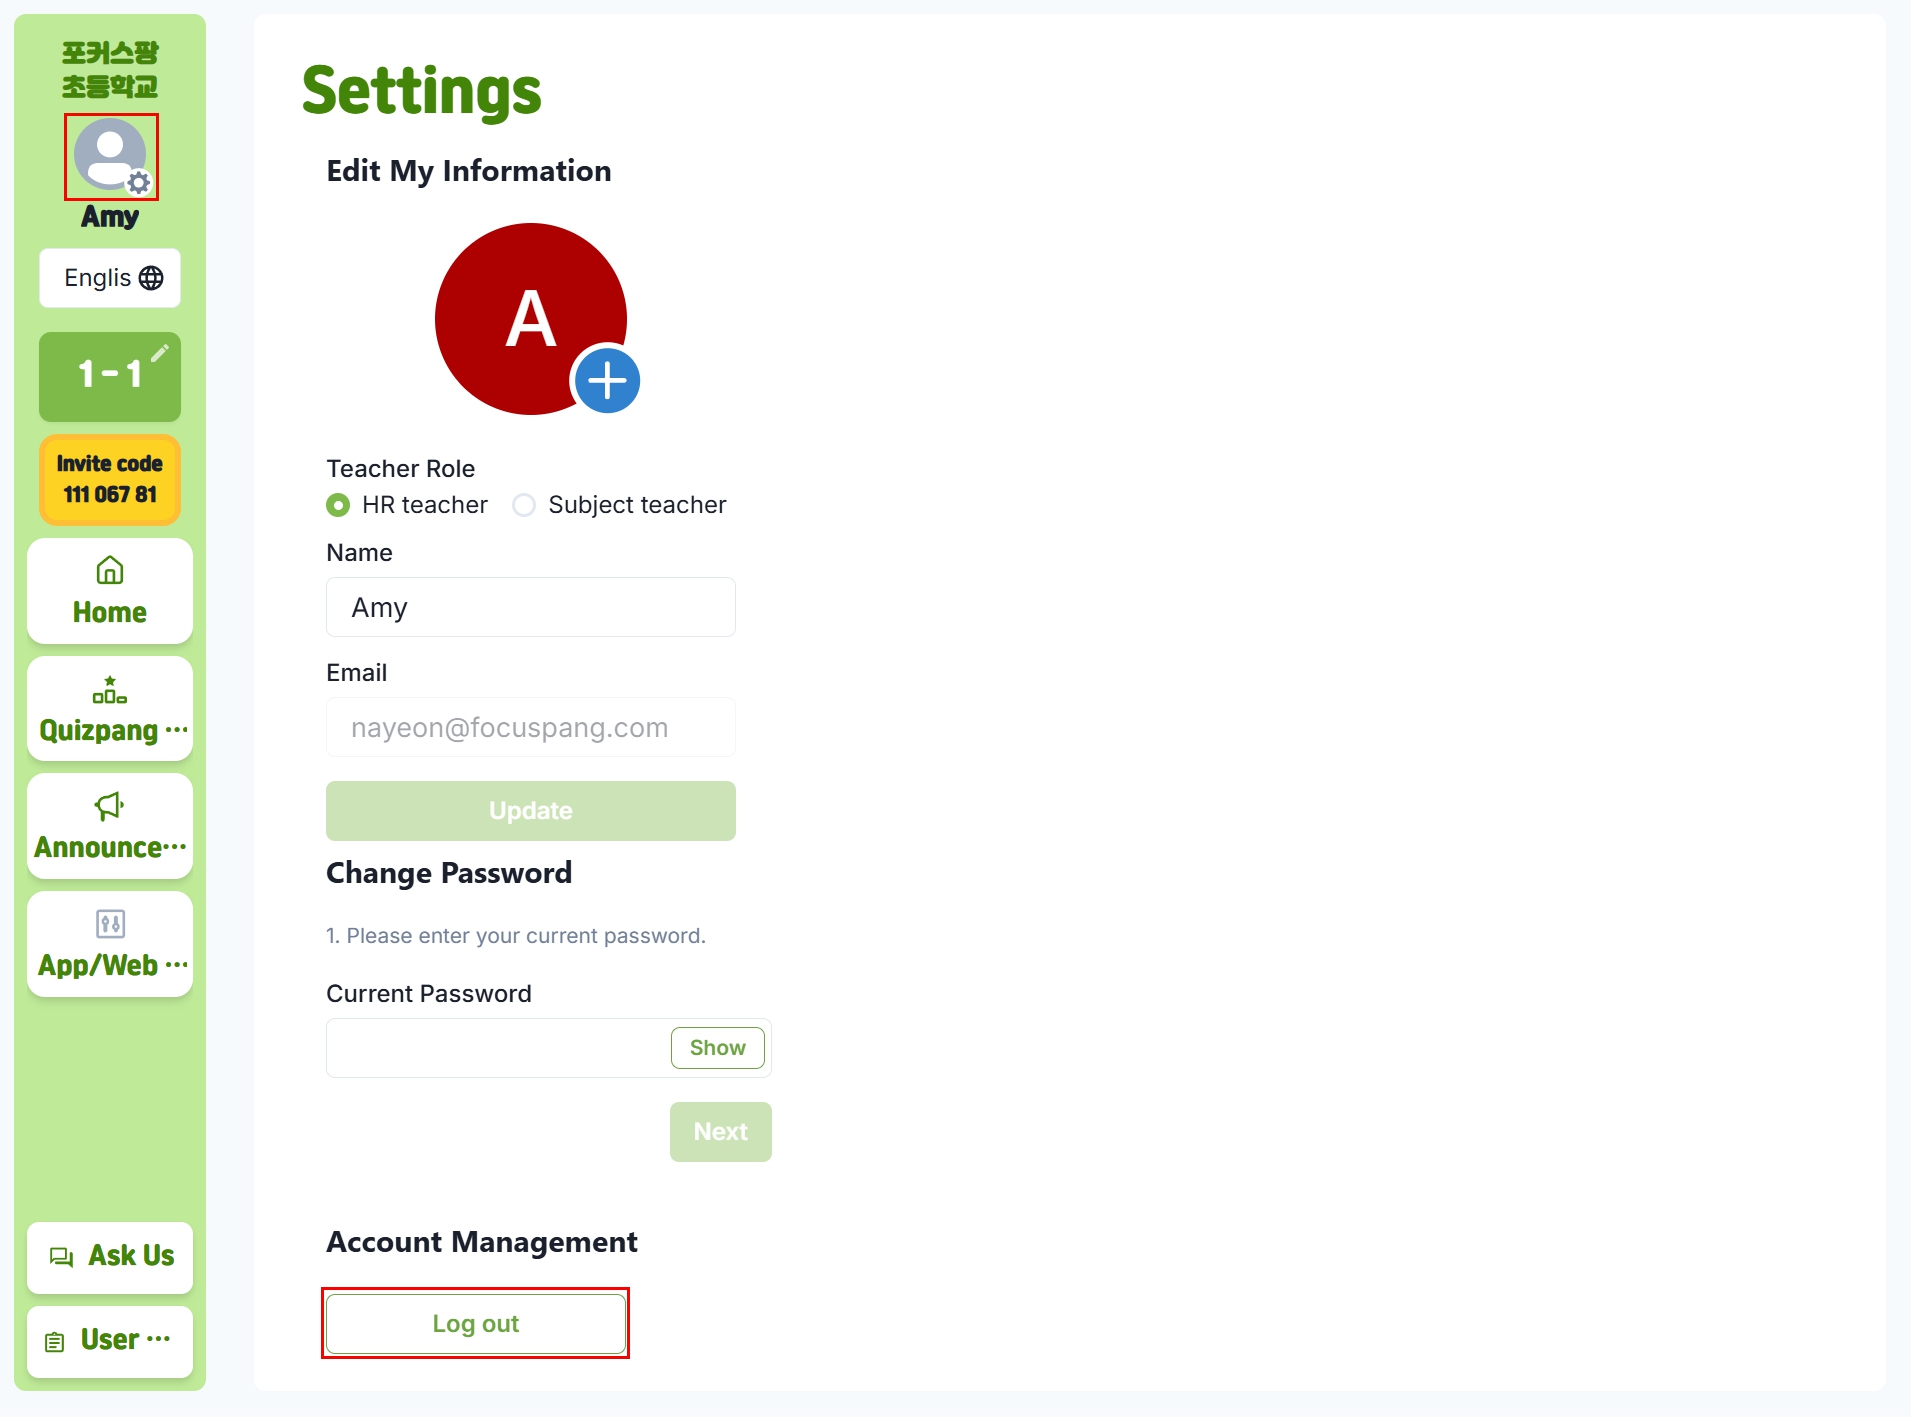 포커스팡
초등학교
Amy
Englis
1 - 1
Invite code
111 067 81
Home
Quizpang ···
Announce···
App/Web ···
Ask Us
User ···
Settings
Edit My Information
A
Teacher Role
HR teacher
Subject teacher
Name
Amy
Email
nayeon@focuspang.com
Update
Change Password
1. Please enter your current password.
Current Password
Show
Next
Account Management
Log out